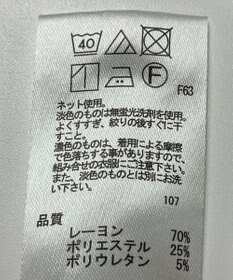 40
F
F63
ネット使用。
淡色のものは無蛍光洗剤を使用。
よくすすぎ、絞りの後すぐに干
すこと。
濃色のものは、着用による摩擦
で色落ちする事がありますので、
組み合せの衣服にご注意下さい。
また、淡色のものとは別にお洗
い下さい。
107
品質
レーヨン 70%
ポリエステル 25%
ポリウレタン 5%